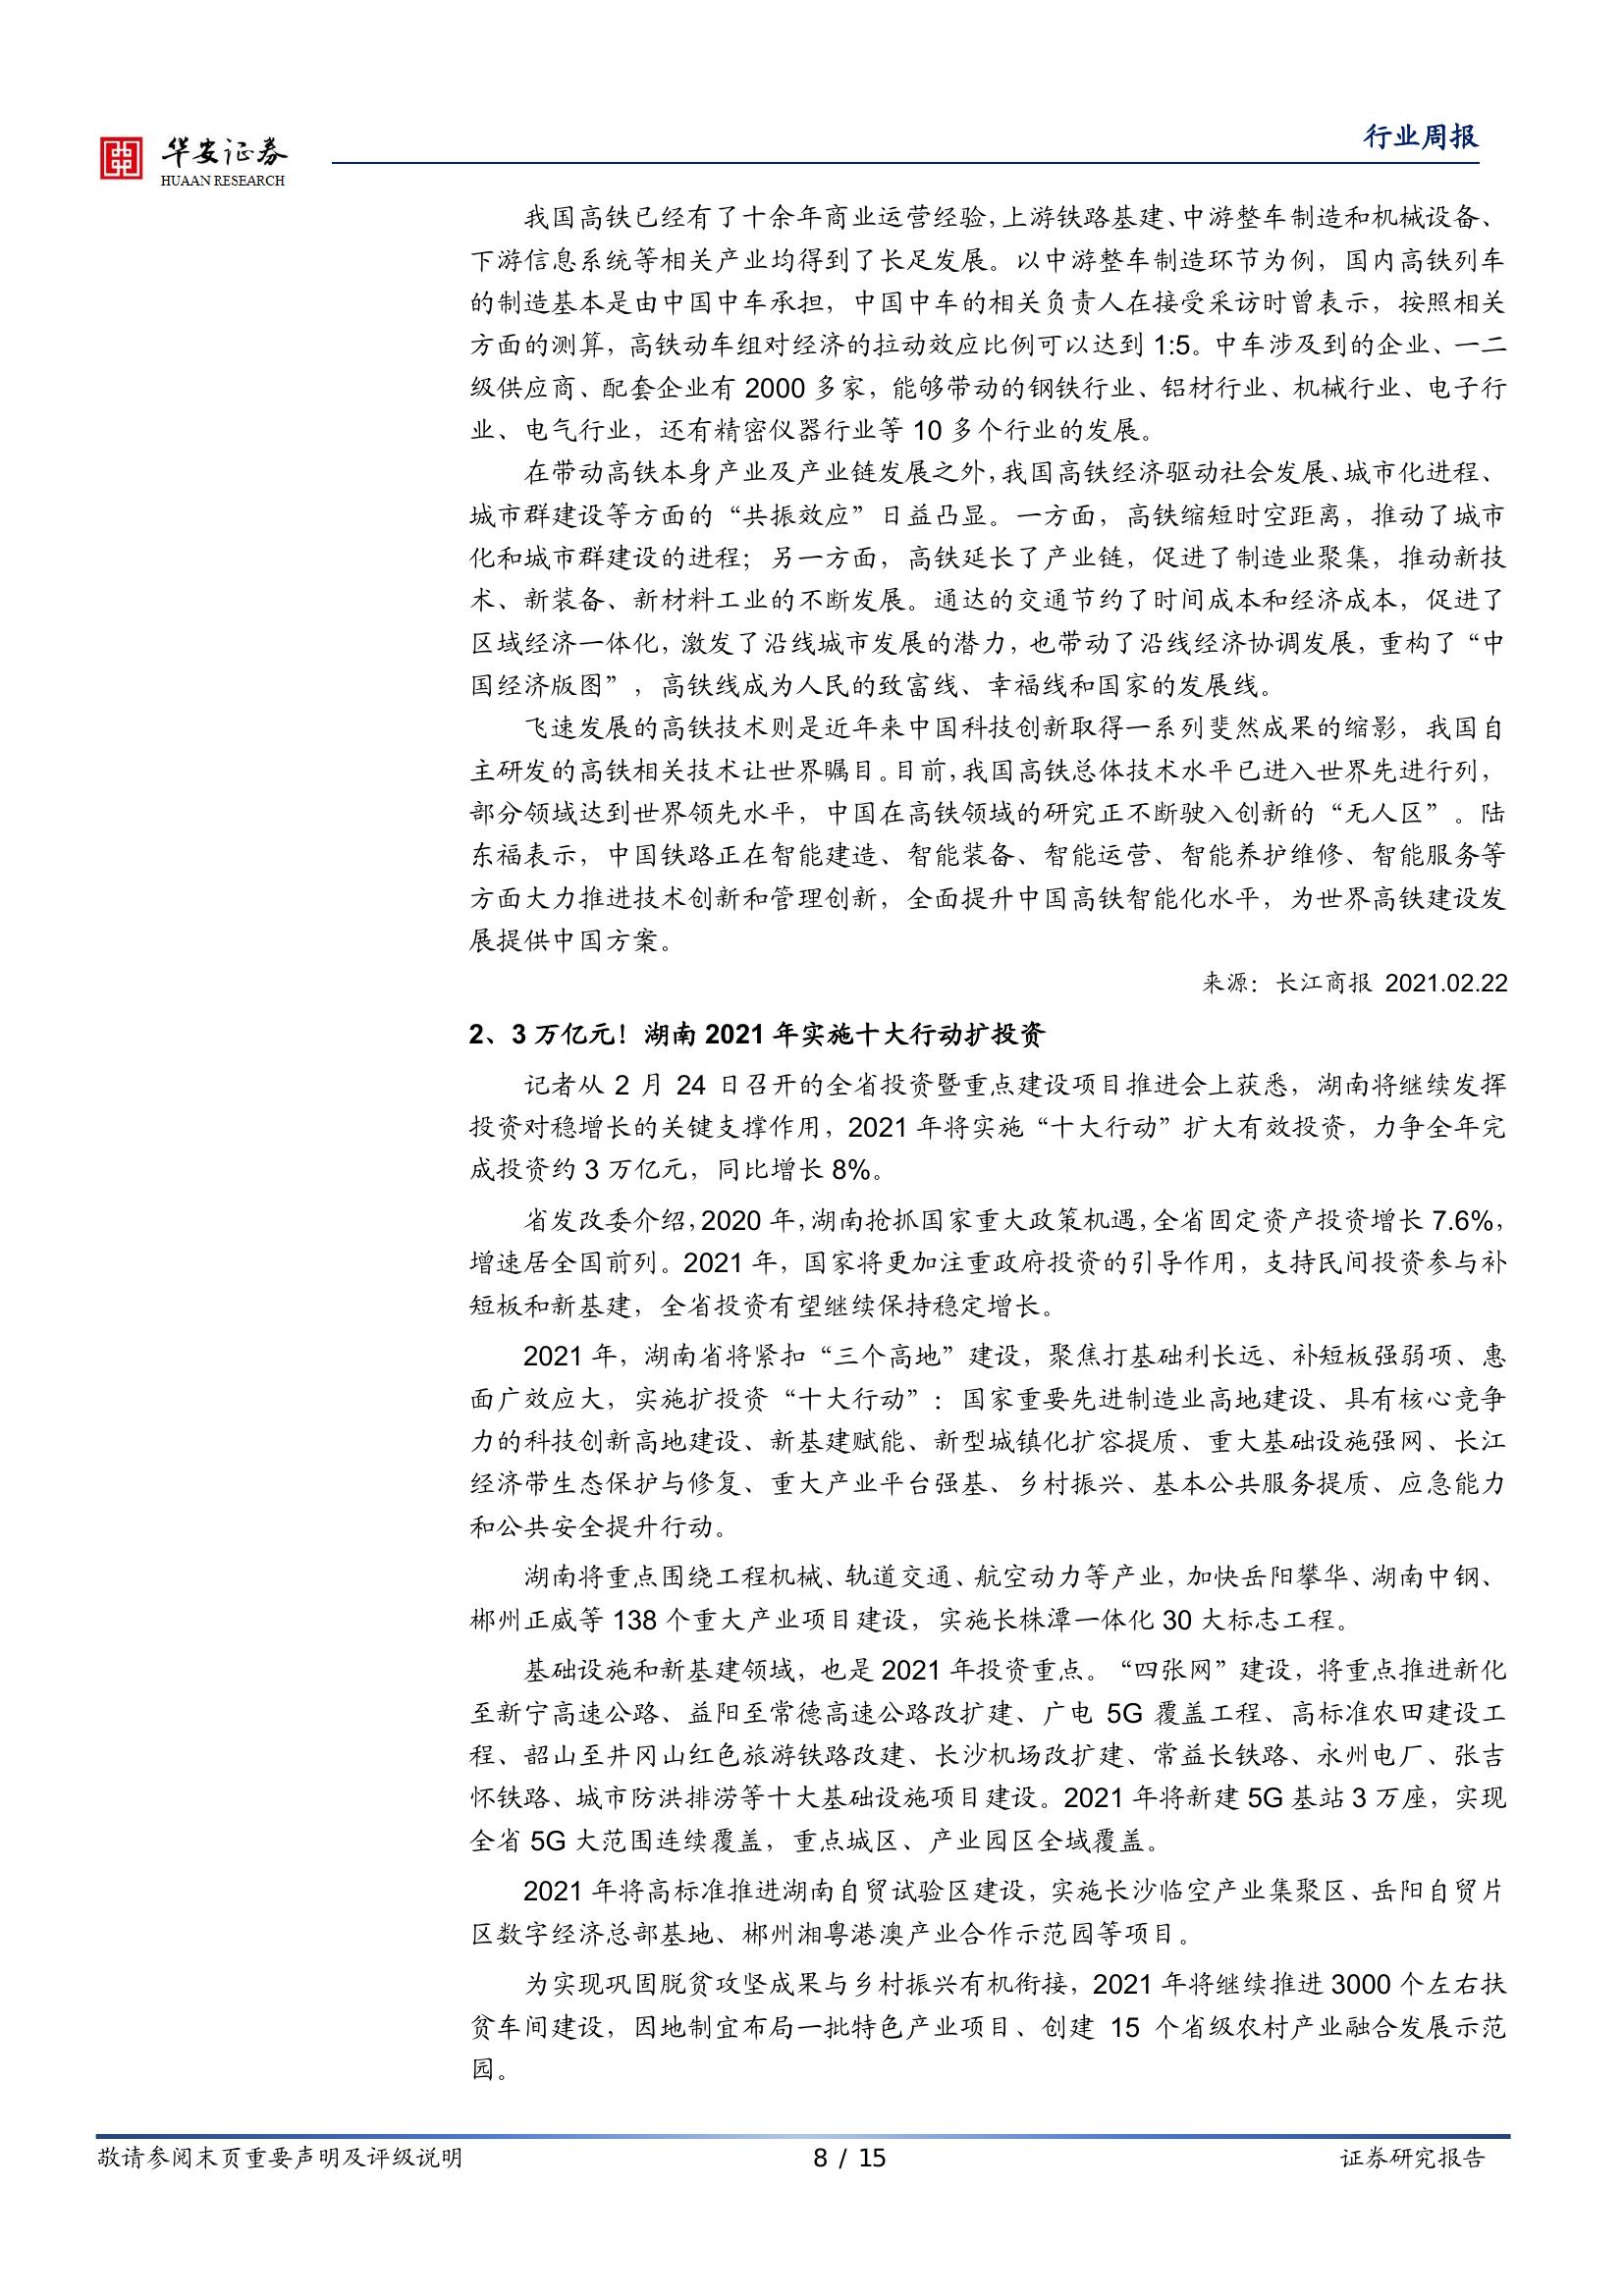 华安证券
HUAAN RESEARCH
行业周报
我国高铁已经有了十余年商业运营经验，上游铁路基建、中游整车制造和机械设备、
下游信息系统等相关产业均得到了长足发展。以中游整车制造环节为例，国内高铁列车
的制造基本是由中国中车承担，中国中车的相关负责人在接受采访时曾表示，按照相关
方面的测算，高铁动车组对经济的拉动效应比例可以达到 1:5。中车涉及到的企业、一二
级供应商、配套企业有 2000 多家，能够带动的钢铁行业、铝材行业、机械行业、电子行
业、电气行业，还有精密仪器行业等 10 多个行业的发展。
在带动高铁本身产业及产业链发展之外，我国高铁经济驱动社会发展、城市化进程、
城市群建设等方面的“共振效应”日益凸显。一方面，高铁缩短时空距离，推动了城市
化和城市群建设的进程；另一方面，高铁延长了产业链，促进了制造业聚集，推动新技
术、新装备、新材料工业的不断发展。通达的交通节约了时间成本和经济成本，促进了
区域经济一体化，激发了沿线城市发展的潜力，也带动了沿线经济协调发展，重构了“中
国经济版图”，高铁线成为人民的致富线、幸福线和国家的发展线。
飞速发展的高铁技术则是近年来中国科技创新取得一系列斐然成果的缩影，我国自
主研发的高铁相关技术让世界瞩目。目前，我国高铁总体技术水平已进入世界先进行列，
部分领域达到世界领先水平，中国在高铁领域的研究正不断驶入创新的“无人区”。陆
东福表示，中国铁路正在智能建造、智能装备、智能运营、智能养护维修、智能服务等
方面大力推进技术创新和管理创新，全面提升中国高铁智能化水平，为世界高铁建设发
展提供中国方案。
来源：长江商报 2021.02.22
2、3 万亿元！湖南 2021 年实施十大行动扩投资
记者从 2 月 24 日召开的全省投资暨重点建设项目推进会上获悉，湖南将继续发挥
投资对稳增长的关键支撑作用，2021 年将实施“十大行动”扩大有效投资，力争全年完
成投资约 3 万亿元，同比增长 8%。
省发改委介绍，2020 年，湖南抢抓国家重大政策机遇，全省固定资产投资增长 7.6%，
增速居全国前列。2021 年，国家将更加注重政府投资的引导作用，支持民间投资参与补
短板和新基建，全省投资有望继续保持稳定增长。
2021 年，湖南省将紧扣“三个高地”建设，聚焦打基础利长远、补短板强弱项、惠
面广效应大，实施扩投资“十大行动”：国家重要先进制造业高地建设、具有核心竞争
力的科技创新高地建设、新基建赋能、新型城镇化扩容提质、重大基础设施强网、长江
经济带生态保护与修复、重大产业平台强基、乡村振兴、基本公共服务提质、应急能力
和公共安全提升行动。
湖南将重点围绕工程机械、轨道交通、航空动力等产业，加快岳阳攀华、湖南中钢、
郴州正威等 138 个重大产业项目建设，实施长株潭一体化 30 大标志工程。
基础设施和新基建领域，也是 2021 年投资重点。“四张网”建设，将重点推进新化
至新宁高速公路、益阳至常德高速公路改扩建、广电 5G 覆盖工程、高标准农田建设工
程、韶山至井冈山红色旅游铁路改建、长沙机场改扩建、常益长铁路、永州电厂、张吉
怀铁路、城市防洪排涝等十大基础设施项目建设。2021 年将新建 5G 基站 3 万座，实现
全省 5G 大范围连续覆盖，重点城区、产业园区全域覆盖。
2021 年将高标准推进湖南自贸试验区建设，实施长沙临空产业集聚区、岳阳自贸片
区数字经济总部基地、郴州湘粤港澳产业合作示范园等项目。
为实现巩固脱贫攻坚成果与乡村振兴有机衔接，2021 年将继续推进 3000 个左右扶
贫车间建设，因地制宜布局一批特色产业项目、创建 15 个省级农村产业融合发展示范
园。
敬请参阅末页重要声明及评级说明
8 / 15
证券研究报告